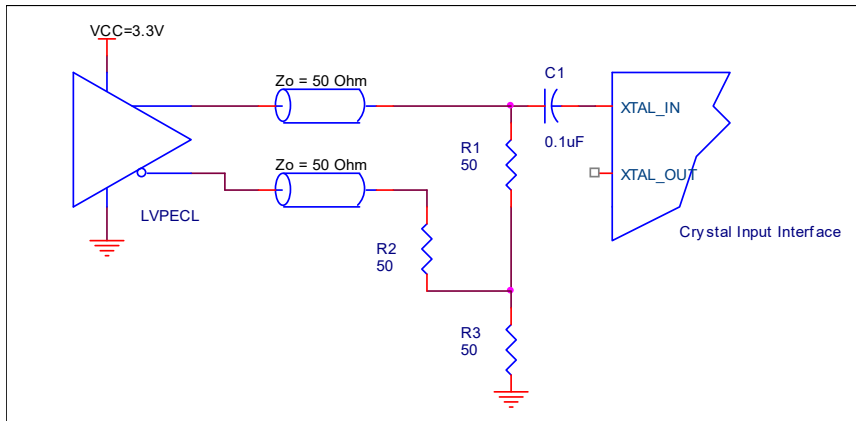 VCC=3.3V
Zo = 50 Ohm
C1
0.1uF
XTAL_IN
R1
50
Zo = 50 Ohm
XTAL_OUT
LVPECL
Crystal Input Interface
R2
50
R3
50